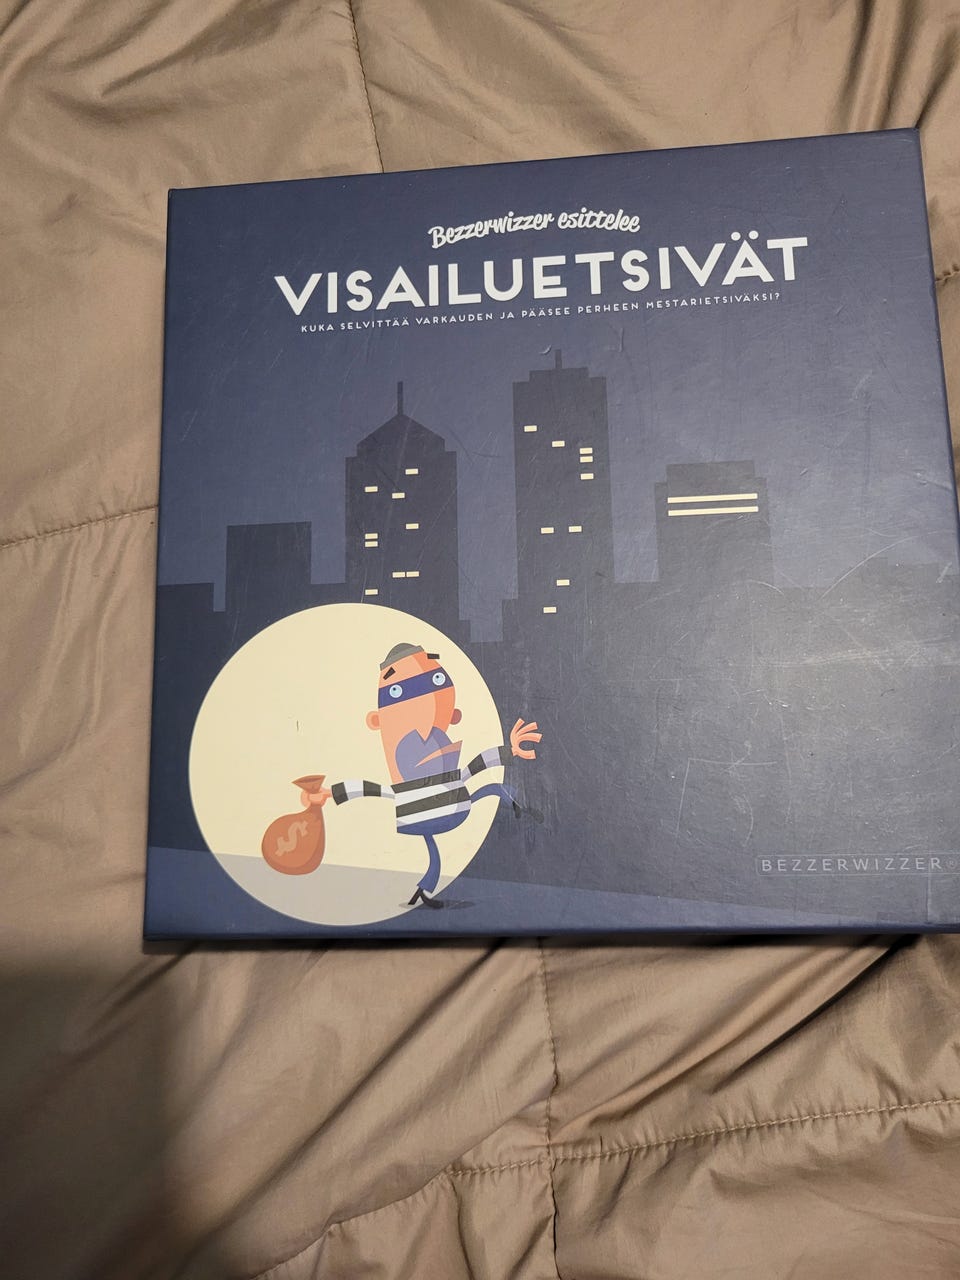 Bezzerwizzer esittelee
VISAILUETSIVÄT
KUKA SELVITTÄÄ VARKAUDEN JA PÄÄSEE PERHEEN MESTARIETSIVÄKSI?
$
BEZZERWIZZER®